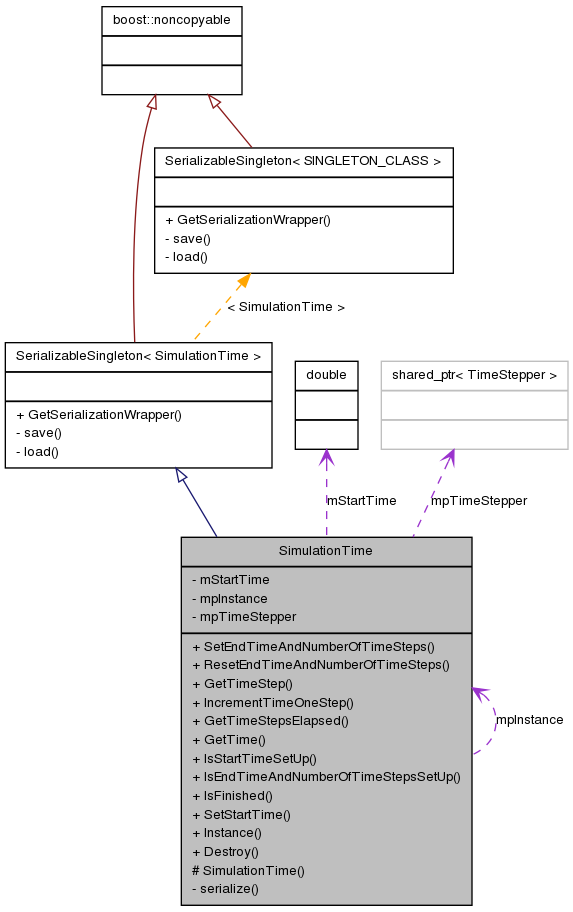 boost::noncopyable
SerializableSingleton< SINGLETON_CLASS >
+ GetSerializationWrapper()
- save()
- load()
< SimulationTime >
SerializableSingleton< SimulationTime >
+ GetSerializationWrapper()
- save()
- load()
double
shared_ptr< TimeStepper >
mStartTime
mpTimeStepper
SimulationTime
- mStartTime
- mpInstance
- mpTimeStepper
+ SetEndTimeAndNumberOfTimeSteps()
+ ResetEndTimeAndNumberOfTimeSteps()
+ GetTimeStep()
+ IncrementTimeOneStep()
+ GetTimeStepsElapsed()
+ GetTime()
+ IsStartTimeSetUp()
+ IsEndTimeAndNumberOfTimeStepsSetUp()
+ IsFinished()
+ SetStartTime()
+ Instance()
+ Destroy()
# SimulationTime()
- serialize()
mpInstance